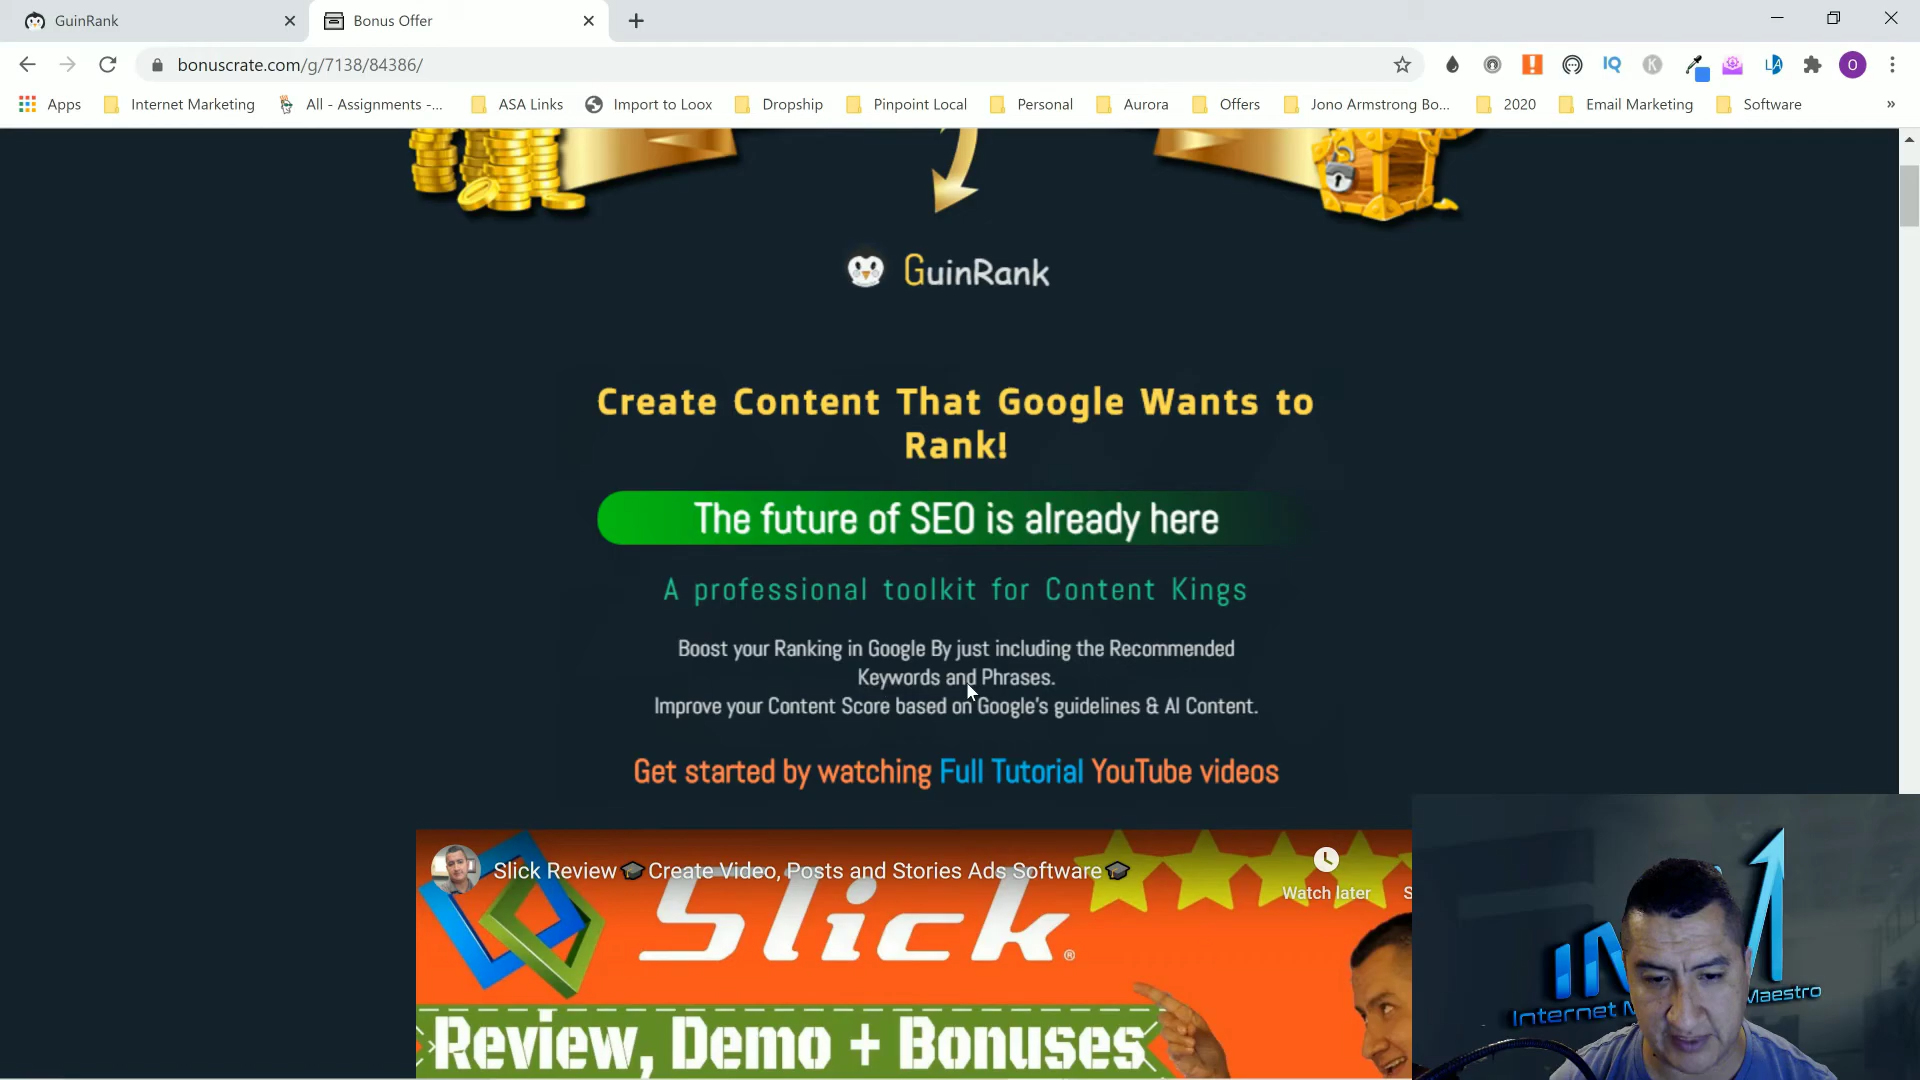 GuinRank
Bonus Offer
bonuscrate.com/g/7138/84386/
IQ
K
LA
O
Apps
Internet Marketing
All - Assignments -...
ASA Links
Import to Loox
Dropship
Pinpoint Local
Personal
Aurora
Offers
Jono Armstrong Bo...
2020
Email Marketing
Software
»
GuinRank
Create Content That Google Wants to
Rank!
The future of SEO is already here
A professional toolkit for Content Kings
Boost your Ranking in Google By just including the Recommended
Keywords and Phrases.
Improve your Content Score based on Google's guidelines & AI Content.
Get started by watching Full Tutorial YouTube videos
Slick Review🎓Create Video, Posts and Stories Ads Software🎓
Watch later
S
Slick®
Review, Demo + Bonuses
Internet M
Maestro